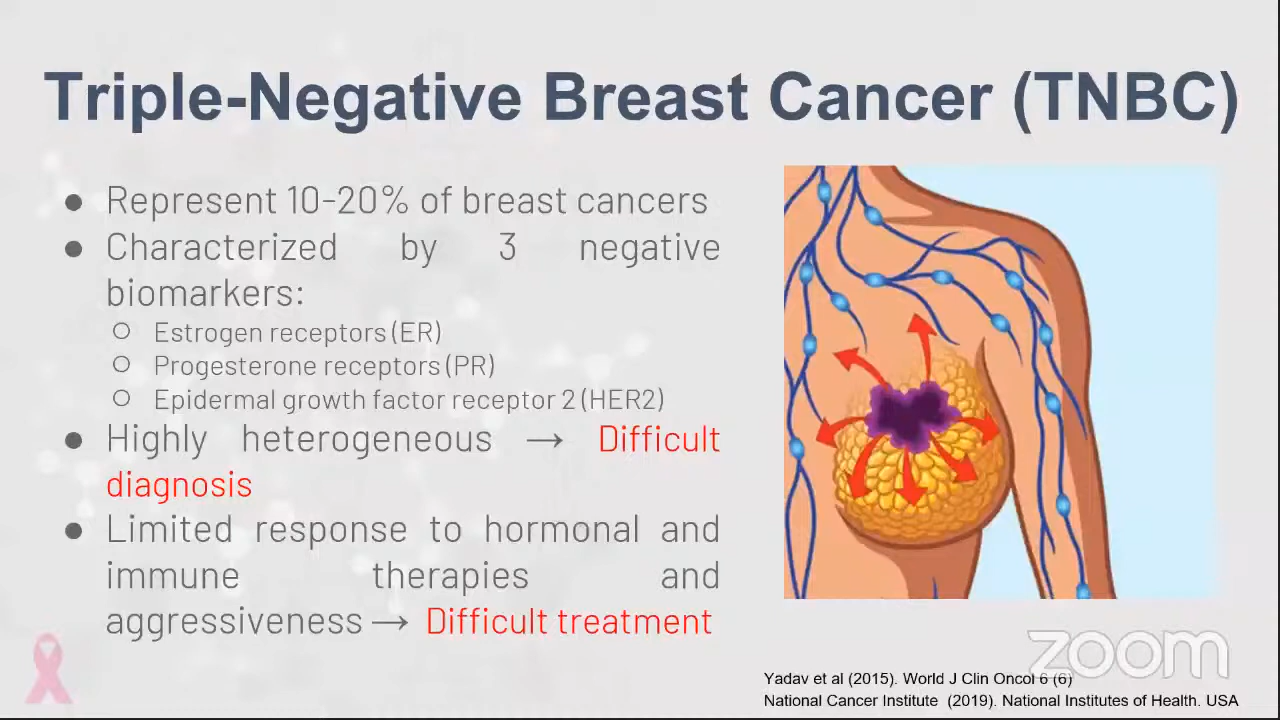 Triple-Negative Breast Cancer (TNBC)
● Represent 10-20% of breast cancers
● Characterized by 3 negative
biomarkers:
○ Estrogen receptors (ER)
○ Progesterone receptors (PR)
○ Epidermal growth factor receptor 2 (HER2)
● Highly heterogeneous → Difficult
diagnosis
● Limited response to hormonal and
immune therapies and
aggressiveness → Difficult treatment
zoom
Yadav et al (2015). World J Clin Oncol 6 (6)
National Cancer Institute (2019). National Institutes of Health. USA